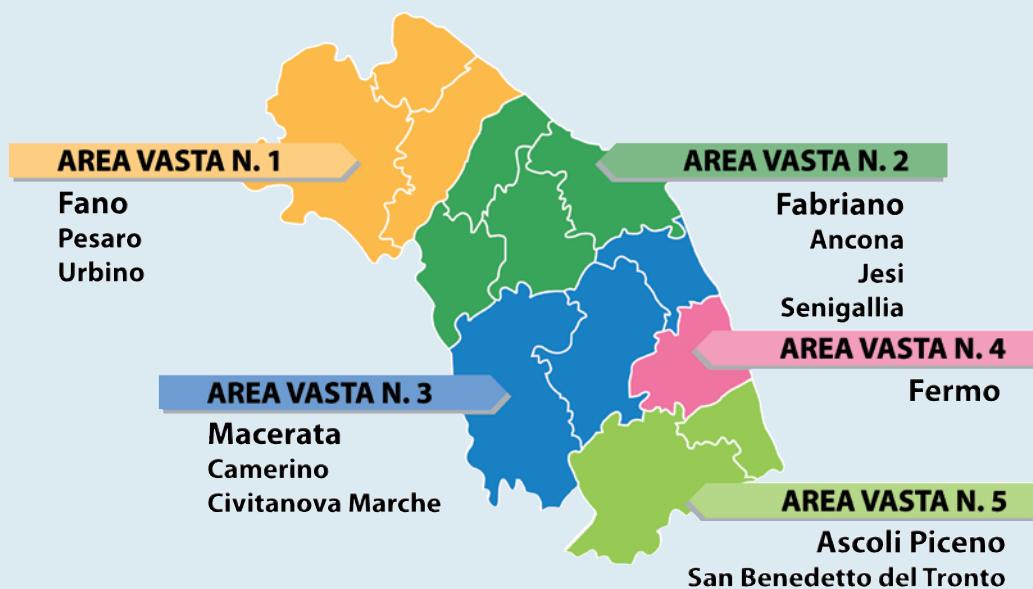 AREA VASTA N. 1
Fano
Pesaro
Urbino
AREA VASTA N. 2
Fabriano
Ancona
Jesi
Senigallia
AREA VASTA N. 3
Macerata
Camerino
Civitanova Marche
AREA VASTA N. 4
Fermo
AREA VASTA N. 5
Ascoli Piceno
San Benedetto del Tronto